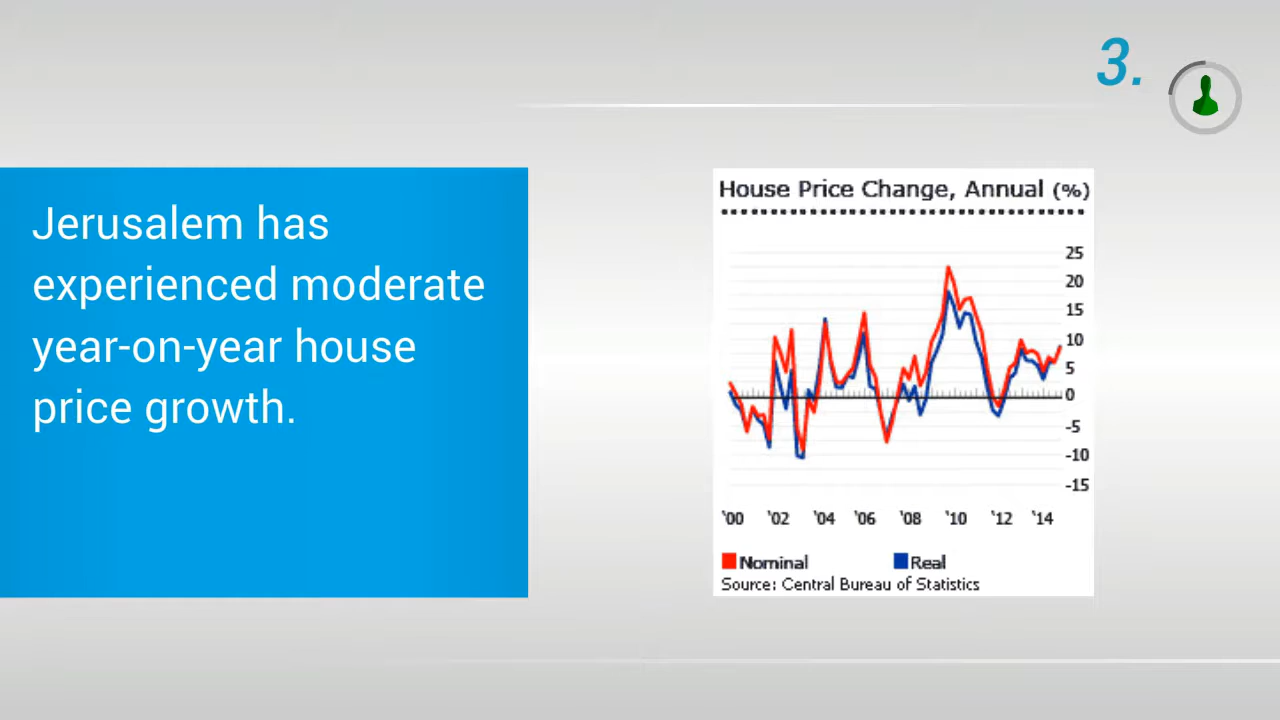 3.
Jerusalem has
experienced moderate
year-on-year house
price growth.
House Price Change, Annual (%)
25
20
15
10
5
0
-5
-10
-15
'00 '02 '04 '06 '08 '10 '12 '14
Nominal Real
Source: Central Bureau of Statistics